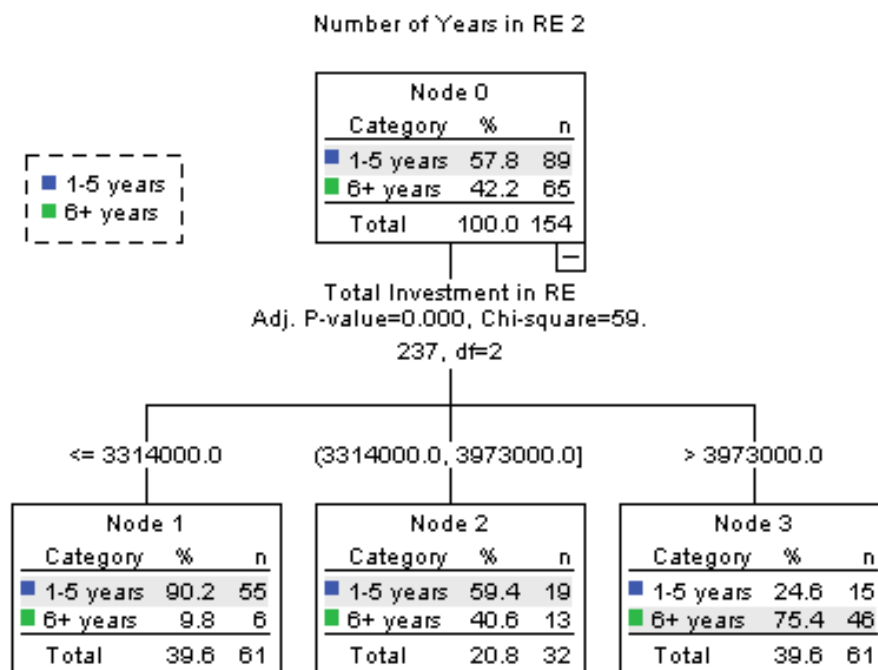 Number of Years in RE 2
Node 0
Category % n
1-5 years 57.8 89
6+ years 42.2 65
Total 100.0 154
1-5 years
6+ years
Total Investment in RE
Adj. P-value=0.000, Chi-square=59.
237, df=2
<= 3314000.0
(3314000.0, 3973000.0]
> 3973000.0
Node 1
Category % n
1-5 years 90.2 55
6+ years 9.8 6
Total 39.6 61
Node 2
Category % n
1-5 years 59.4 19
6+ years 40.6 13
Total 20.8 32
Node 3
Category % n
1-5 years 24.6 15
6+ years 75.4 46
Total 39.6 61